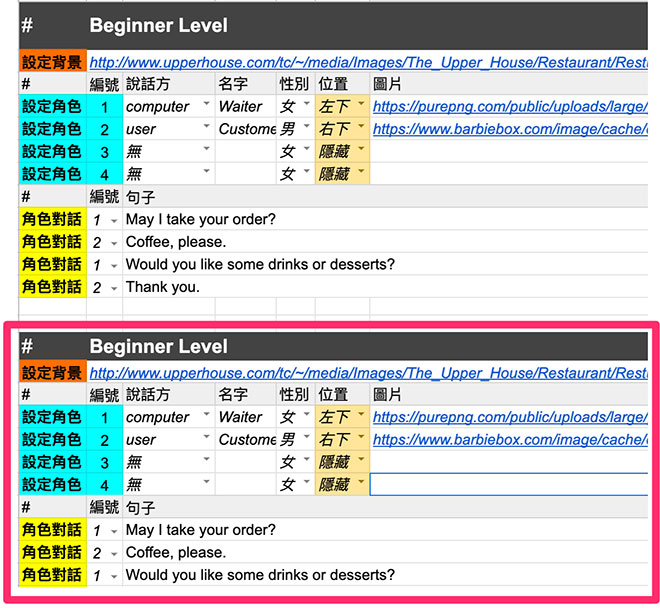 # Beginner Level
設定背景 http://www.upperhouse.com/tc/~/media/Images/The_Upper_House/Restaurant/Rest
# 編號 說話方 名字 性別 位置 圖片
設定角色 1 computer Waiter 女 左下 https://purepng.com/public/uploads/large/
設定角色 2 user Custome 男 右下 https://www.barbiebox.com/image/cache/
設定角色 3 無 女 隱藏
設定角色 4 無 女 隱藏
# 編號 句子
角色對話 1 May I take your order?
角色對話 2 Coffee, please.
角色對話 1 Would you like some drinks or desserts?
角色對話 2 Thank you.
# Beginner Level
設定背景 http://www.upperhouse.com/tc/~/media/Images/The_Upper_House/Restaurant/Rest
# 編號 說話方 名字 性別 位置 圖片
設定角色 1 computer Waiter 女 左下 https://purepng.com/public/uploads/large/
設定角色 2 user Custome 男 右下 https://www.barbiebox.com/image/cache/
設定角色 3 無 女 隱藏
設定角色 4 無 女 隱藏
# 編號 句子
角色對話 1 May I take your order?
角色對話 2 Coffee, please.
角色對話 1 Would you like some drinks or desserts?